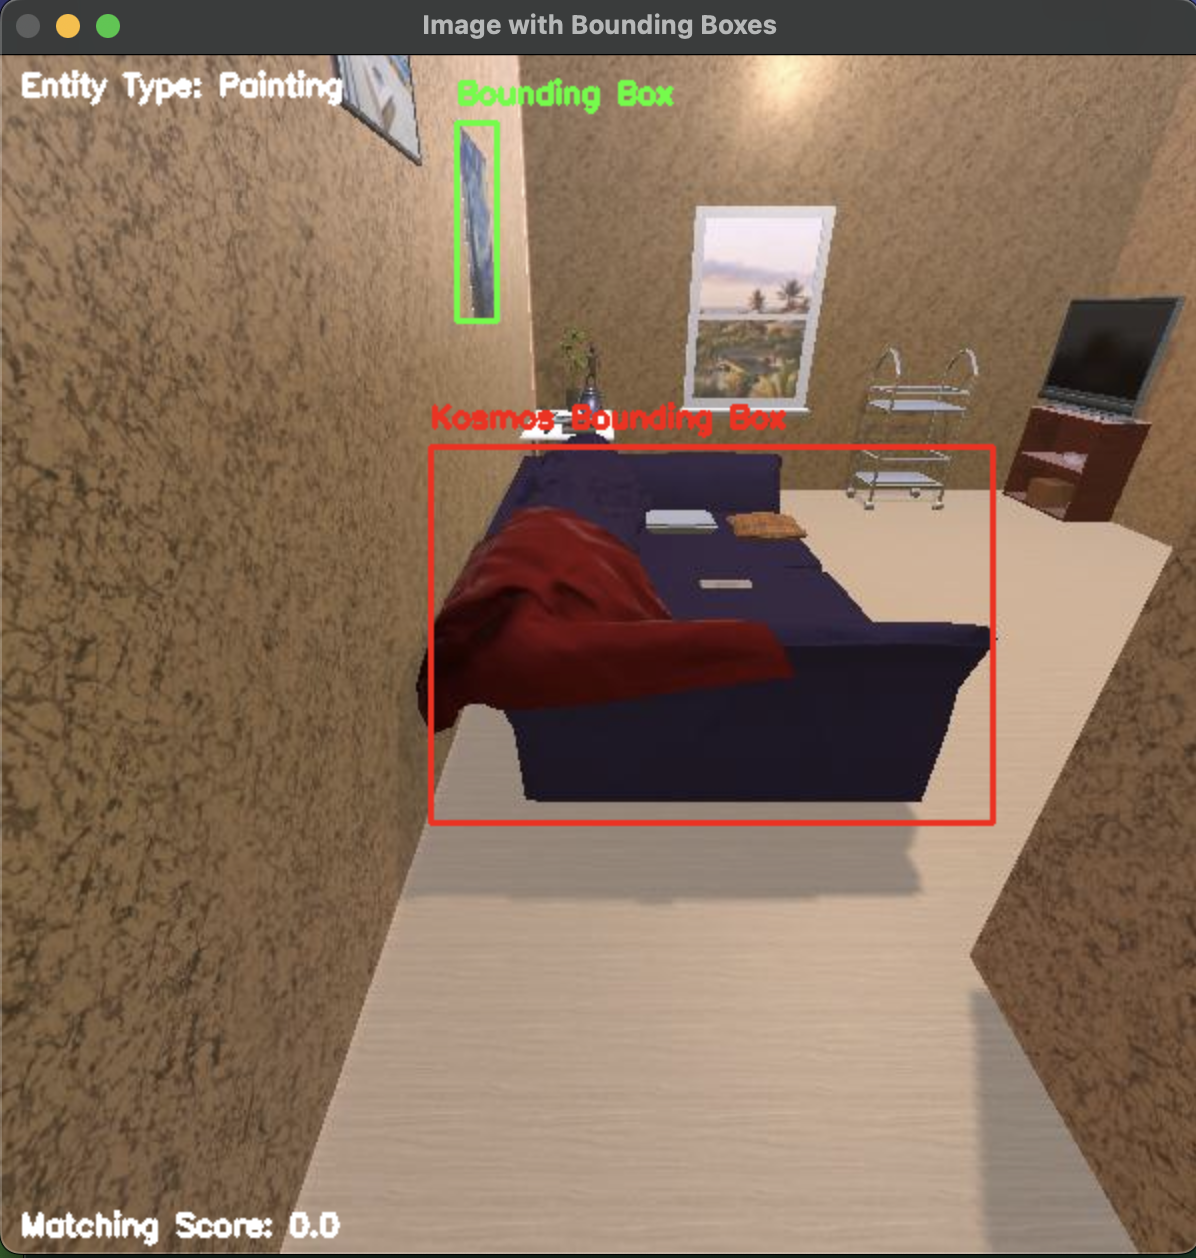 Image with Bounding Boxes
Entity Type: Painting
Bounding Box
Kosmos Bounding Box
Matching Score: 0.0